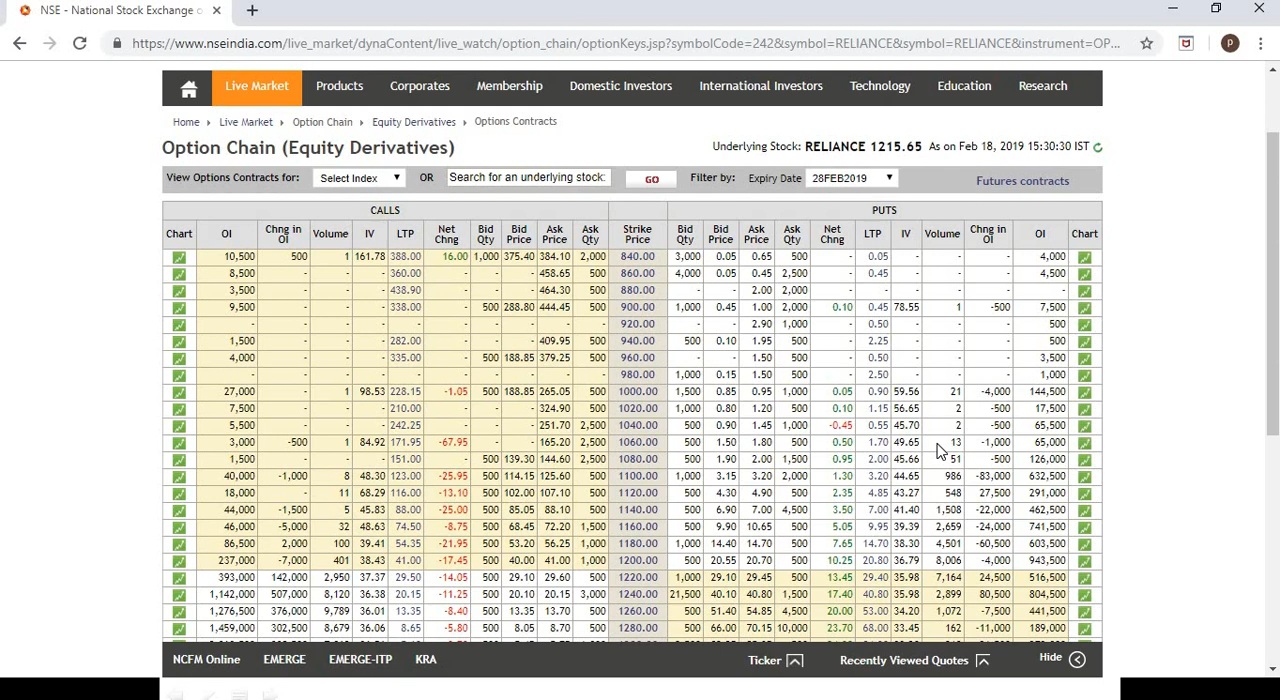 NSE - National Stock Exchange o
https://www.nseindia.com/live_market/dynaContent/live_watch/option_chain/optionKeys.jsp?symbolCode=242&symbol=RELIANCE&symbol=RELIANCE&instrument=OP...
P
Live Market Products Corporates Membership Domestic Investors International Investors Technology Education Research
Home Live Market Option Chain Equity Derivatives Options Contracts
Option Chain (Equity Derivatives) Underlying Stock: RELIANCE 1215.65 As on Feb 18, 2019 15:30:30 IST
View Options Contracts for: Select Index OR Search for an underlying stock: GO Filter by: Expiry Date 28FEB2019 Futures contracts
CALLS PUTS
Chart OI Chng in OI Volume IV LTP Net Chng Bid Qty Bid Price Ask Price Ask Qty Strike Price Bid Qty Bid Price Ask Price Ask Qty Net Chng LTP IV Volume Chng in OI OI Chart
10,500 500 1 161.78 388.00 16.00 1,000 375.40 384.10 2,000 840.00 3,000 0.05 0.65 500 - 0.05 - - - 4,000
8,500 - - - 360.00 - - - 458.65 500 860.00 4,000 0.05 0.45 2,500 - 0.45 - - - 4,500
3,500 - - - 438.90 - - - 464.30 500 880.00 - - 2.00 2,000 - - - - - -
9,500 - - - 338.00 - 500 288.80 444.45 500 900.00 1,000 0.45 1.00 2,000 0.10 0.45 78.55 1 -500 7,500
- - - - - - - - - - 920.00 - - 2.90 1,000 - 0.50 - - - 500
1,500 - - - 282.00 - - - 409.95 500 940.00 500 0.10 1.95 500 - 2.25 - - - 500
4,000 - - - 335.00 - 500 188.85 379.25 500 960.00 - - 1.50 500 - 0.50 - - - 3,500
- - - - - - - - - - 980.00 1,000 0.15 1.50 500 - 2.50 - - - 1,000
27,000 - 1 98.53 228.15 -1.05 500 188.85 265.05 500 1000.00 1,500 0.85 0.95 1,000 0.05 0.90 59.56 21 -4,000 144,500
7,500 - - - 210.00 - - - 324.90 500 1020.00 1,000 0.80 1.20 500 0.10 1.15 56.65 2 -500 17,500
5,500 - - - 242.25 - - - 251.70 2,500 1040.00 500 0.90 1.45 1,000 -0.45 0.55 45.70 2 -500 65,500
3,000 -500 1 84.92 171.95 -67.95 - - 165.20 2,500 1060.00 500 1.50 1.80 500 0.50 1.70 49.65 13 -1,000 65,000
1,500 - - - 151.00 - 500 139.30 144.60 2,500 1080.00 500 1.90 2.00 1,500 0.95 2.00 45.66 51 -500 126,000
40,000 -1,000 8 48.33 123.00 -25.95 500 114.15 125.60 500 1100.00 1,000 3.15 3.20 2,000 1.30 3.20 44.65 986 -83,000 632,500
18,000 - 11 68.29 116.00 -13.10 500 102.00 107.10 500 1120.00 500 4.30 4.90 500 2.35 4.85 43.27 548 27,500 291,000
44,000 -1,500 5 45.83 88.00 -25.00 500 85.05 88.10 500 1140.00 500 6.90 7.00 4,500 3.50 7.00 41.40 1,508 -22,000 462,500
46,000 -5,000 32 48.63 74.50 -8.75 500 68.45 72.20 1,500 1160.00 500 9.90 10.65 500 5.05 9.95 39.39 2,659 -24,000 741,500
86,500 2,000 100 39.41 54.35 -21.95 500 53.20 56.25 1,000 1180.00 1,000 14.40 14.70 500 7.65 14.70 38.30 4,501 -60,500 603,500
237,000 -7,000 401 38.43 41.00 -17.45 500 40.00 41.00 1,000 1200.00 500 20.55 20.70 500 10.25 20.80 36.79 8,006 -4,000 943,500
393,000 142,000 2,950 37.37 29.50 -14.05 500 29.10 29.60 500 1220.00 1,000 29.10 29.45 500 13.45 29.40 35.98 7,164 24,500 516,500
1,142,000 507,000 8,120 36.35 20.15 -11.25 500 20.10 20.15 3,000 1240.00 21,500 40.10 40.80 1,500 17.40 40.80 35.98 2,899 80,500 804,500
1,276,500 376,000 9,789 36.01 13.35 -8.40 500 13.35 13.70 500 1260.00 500 51.40 54.85 4,500 20.00 53.00 34.20 1,072 -7,500 441,500
1,459,000 302,500 8,679 36.06 8.65 -5.80 500 8.05 8.70 500 1280.00 500 66.00 70.15 10,000 23.70 68.00 33.45 162 -11,000 189,000
NCFM Online EMERGE EMERGE-ITP KRA Ticker Recently Viewed Quotes Hide